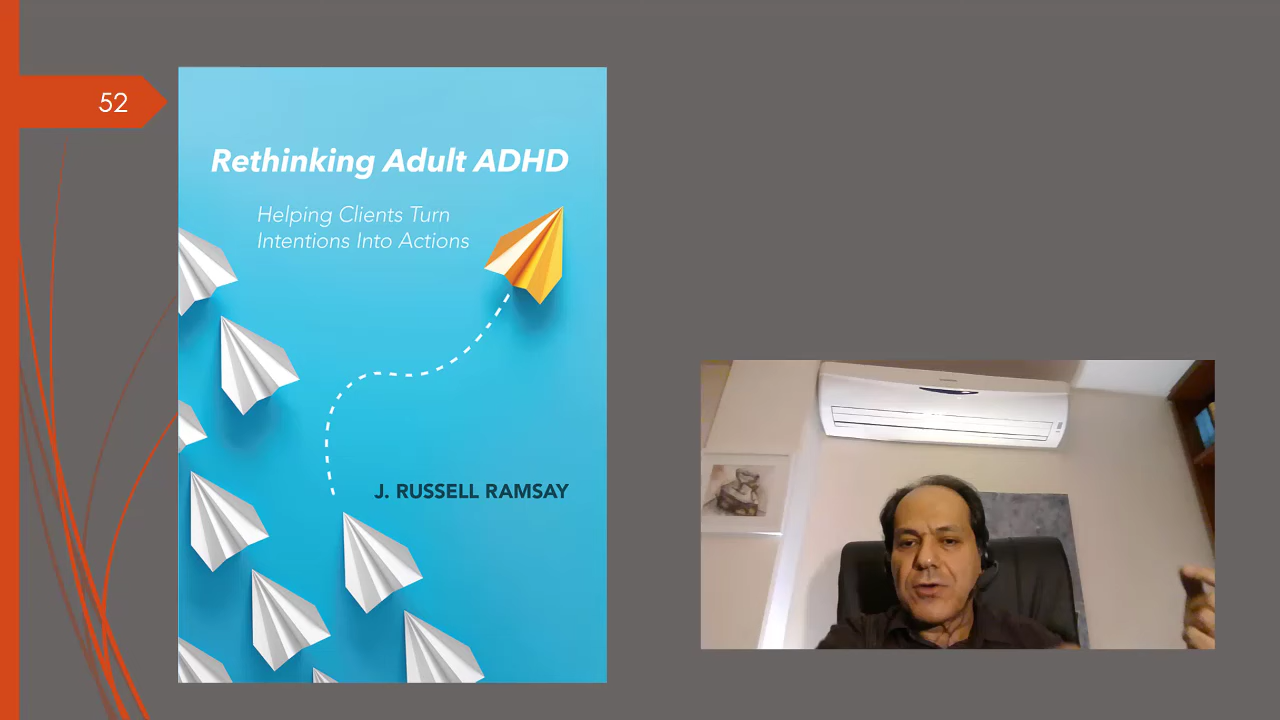 52
Rethinking Adult ADHD
Helping Clients Turn
Intentions Into Actions
J. RUSSELL RAMSAY